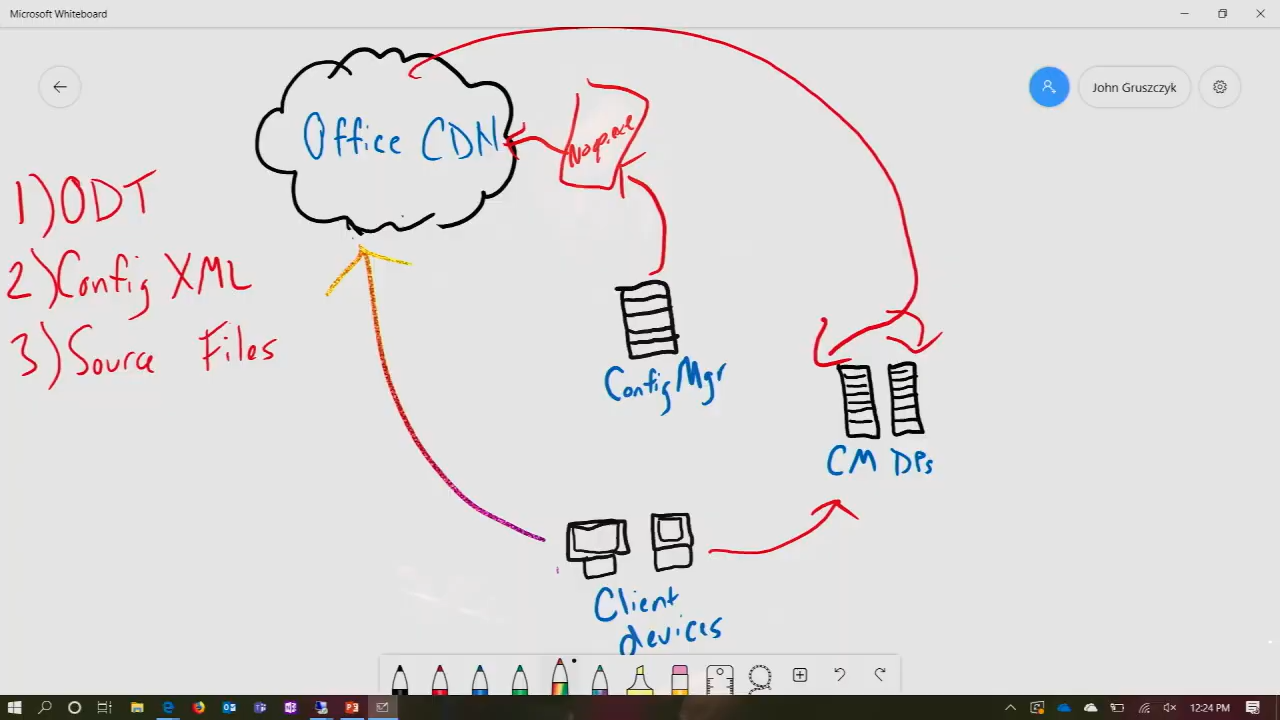 Microsoft Whiteboard
John Gruszczyk
Office CDN
1) ODT
2) Config XML
3) Source Files
Config Mgr
CM DPs
Client
devices
12:24 PM